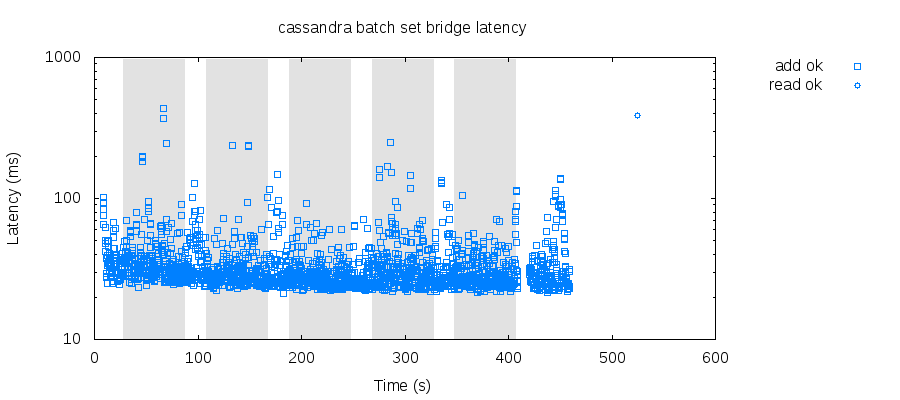 cassandra batch set bridge latency
Latency (ms)
1000
100
10
0 100 200 300 400 500 600
Time (s)
add ok
read ok